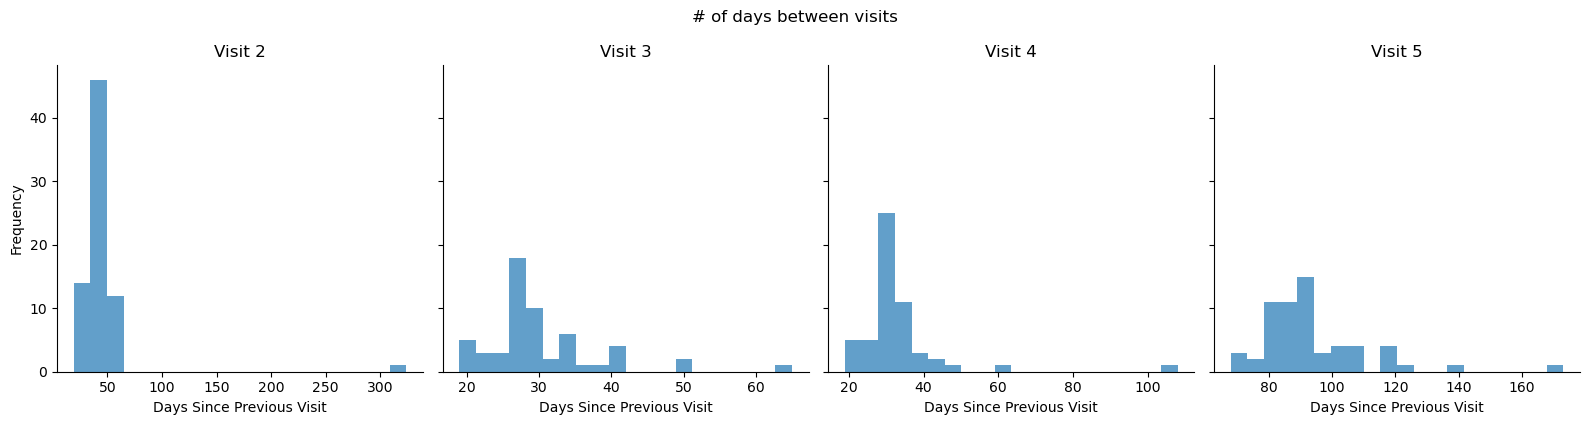 # of days between visits
Visit 2
Visit 3
Visit 4
Visit 5
Frequency
40
30
20
10
0
50 100 150 200 250 300
20 30 40 50 60
20 40 60 80 100
80 100 120 140 160
Days Since Previous Visit
Days Since Previous Visit
Days Since Previous Visit
Days Since Previous Visit